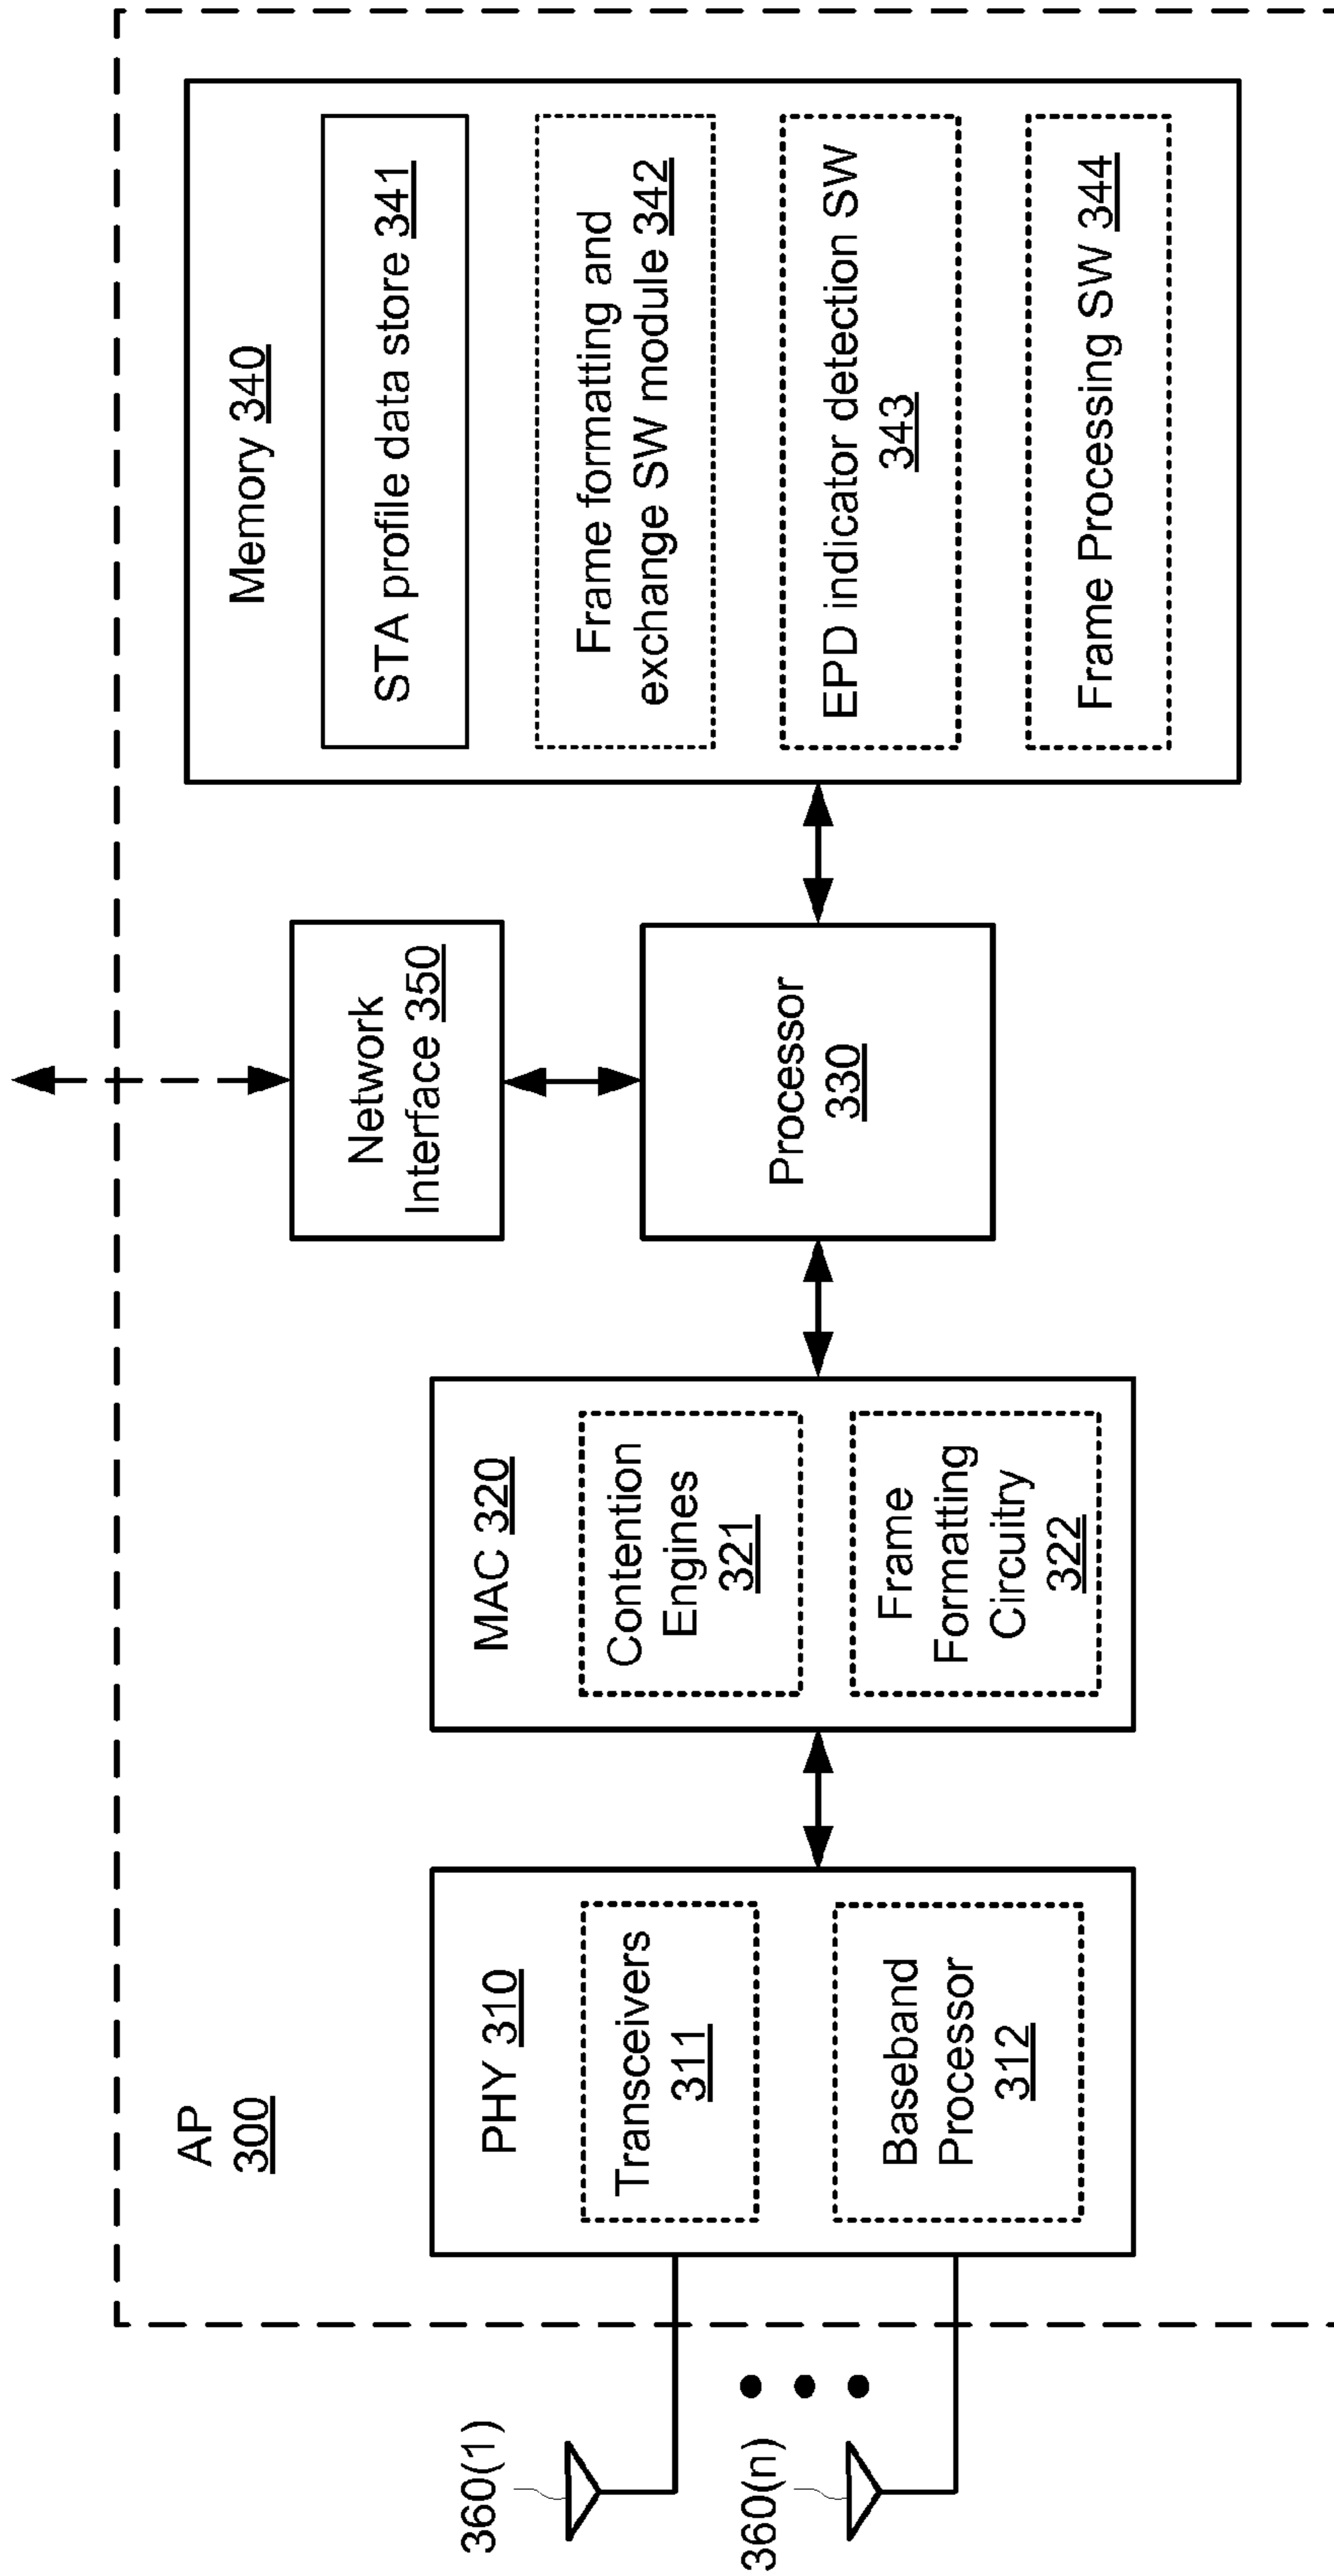 AP
300
360(1)
360(n)
PHY 310
Transceivers
311
Baseband
Processor
312
MAC 320
Contention
Engines
321
Frame
Formatting
Circuitry
322
Network
Interface 350
Processor
330
Memory 340
STA profile data store 341
Frame formatting and
exchange SW module 342
EPD indicator detection SW
343
Frame Processing SW 344